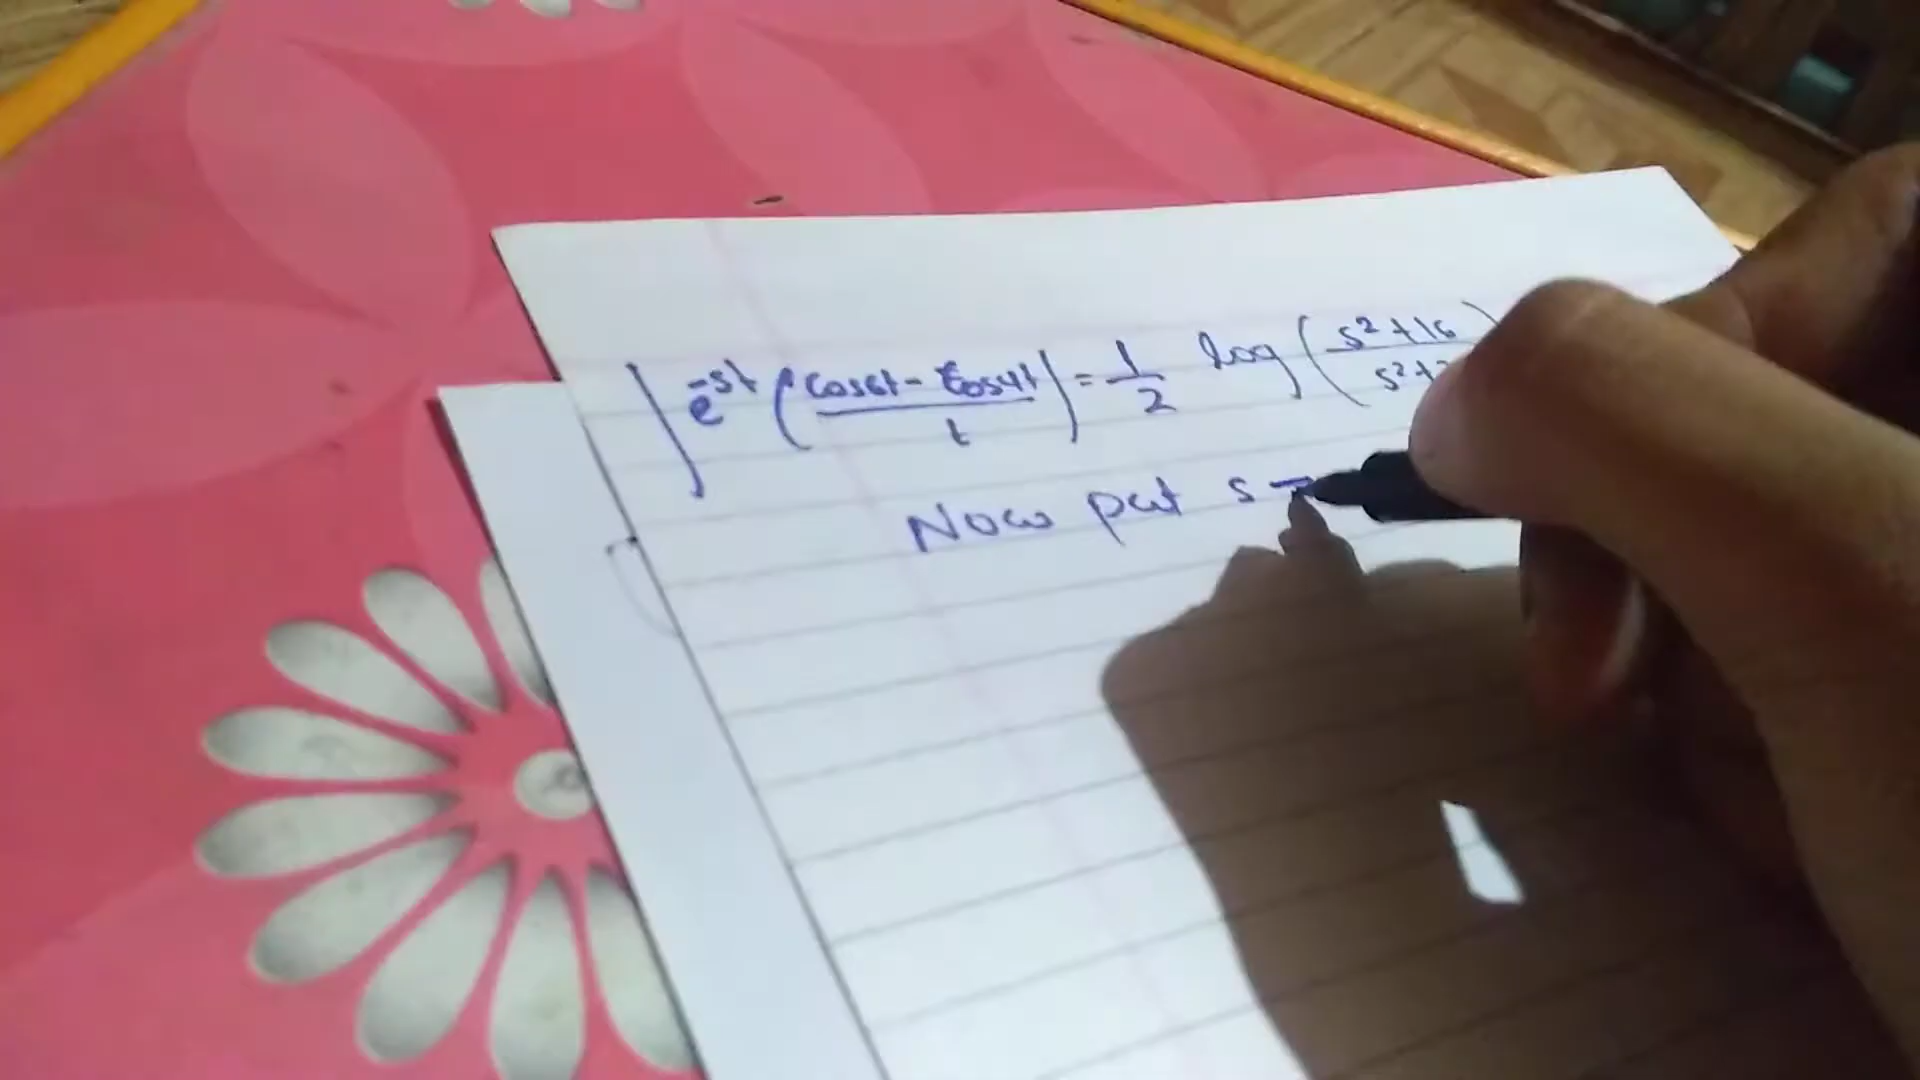 ∫ e^-st (cos6t - cos4t / t) = 1/2 log (s²+16 / s²+
Now put s =